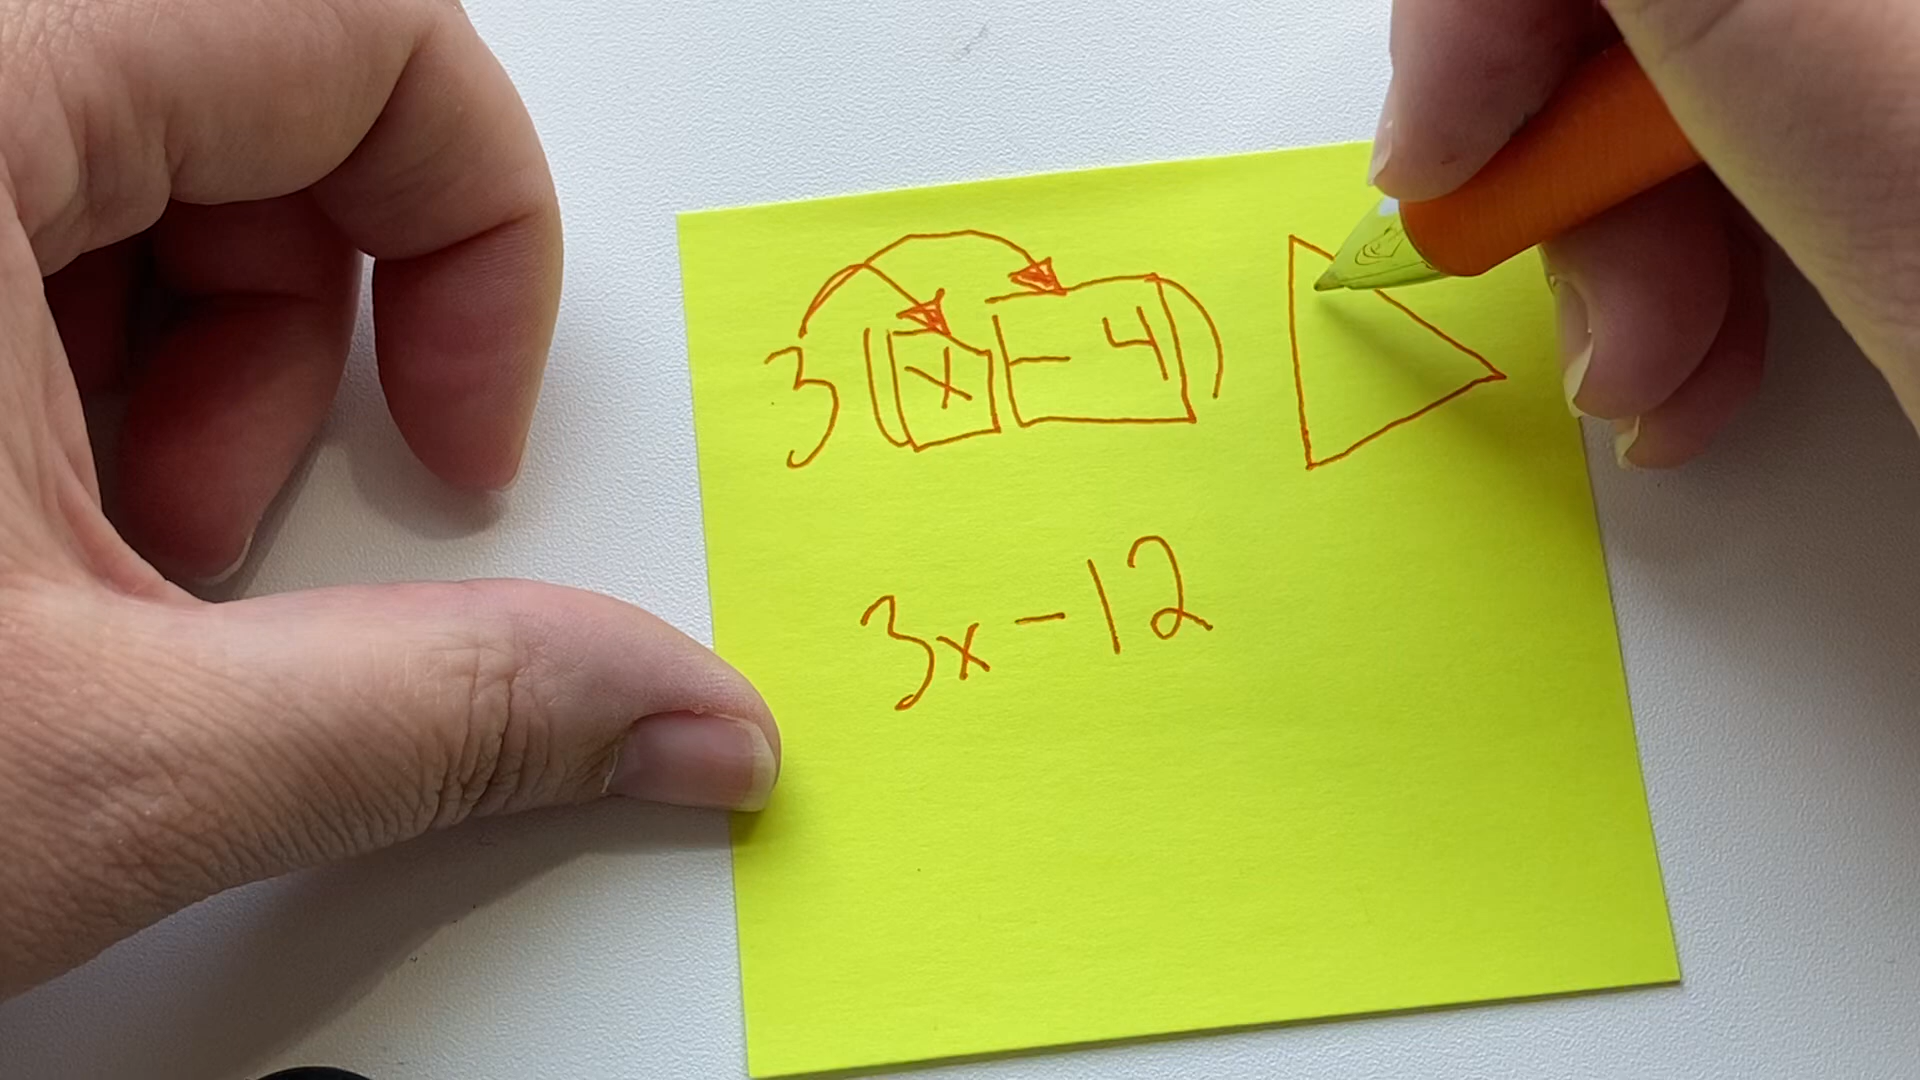 3(x - 4)
3x - 12